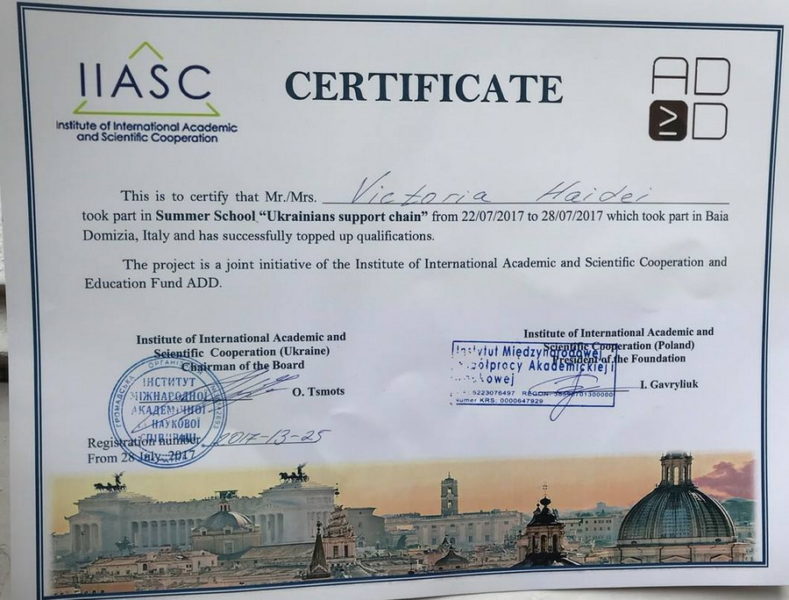 IIASC
Institute of International Academic
and Scientific Cooperation
CERTIFICATE
AD
≥D
This is to certify that Mr./Mrs. Victoria Haidei
took part in Summer School “Ukrainians support chain” from 22/07/2017 to 28/07/2017 which took part in Baia
Domizia, Italy and has successfully topped up qualifications.
The project is a joint initiative of the Institute of International Academic and Scientific Cooperation and
Education Fund ADD.
Institute of International Academic and
Scientific Cooperation (Ukraine)
Chairman of the Board
O. Tsmots
ІНСТИТУТ
МІЖНАРОДНОЇ
АКАДЕМІЧНОЇ
НАУКОВОЇ
Registration number 2017-13-25
From 28 July, 2017
Institute of International Academic and
Scientific Cooperation (Poland)
President of the Foundation
I. Gavryliuk
Instytut Międzynarodowej
Akademickiej i
5223076497 REGON:
KRS: 0000647929